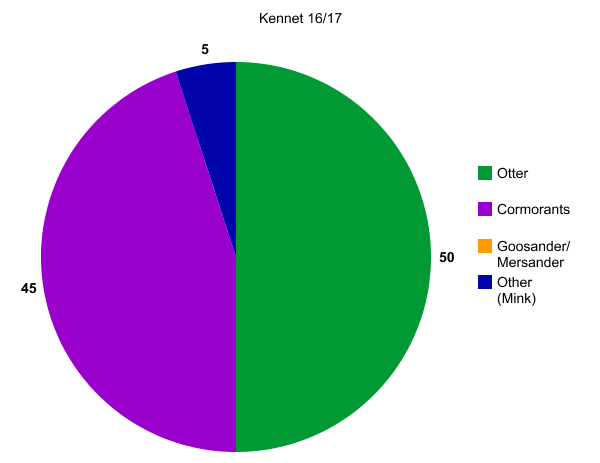 Kennet 16/17
5
Otter
Cormorants
Goosander/
Mersander
50
Other
(Mink)
45